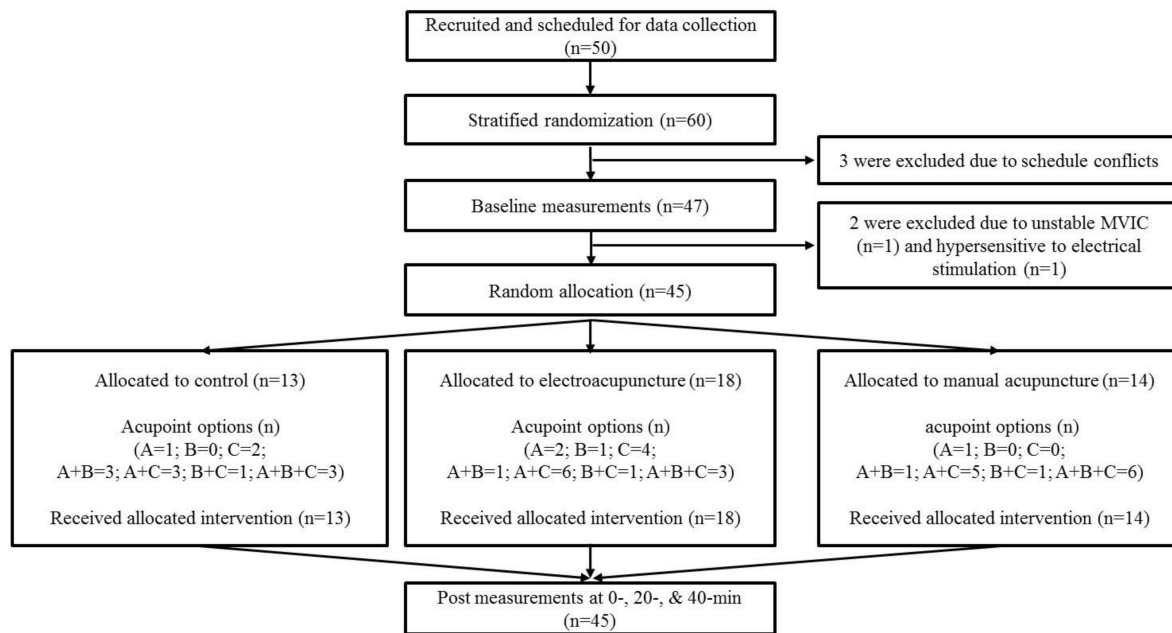 Recruited and scheduled for data collection
(n=50)
Stratified randomization (n=60)
3 were excluded due to schedule conflicts
Baseline measurements (n=47)
2 were excluded due to unstable MVIC
(n=1) and hypersensitive to electrical
stimulation (n=1)
Random allocation (n=45)
Allocated to control (n=13)
Acupoint options (n)
(A=1; B=0; C=2;
A+B=3; A+C=3; B+C=1; A+B+C=3)
Received allocated intervention (n=13)
Allocated to electroacupuncture (n=18)
Acupoint options (n)
(A=2; B=1; C=4;
A+B=1; A+C=6; B+C=1; A+B+C=3)
Received allocated intervention (n=18)
Allocated to manual acupuncture (n=14)
acupoint options (n)
(A=1; B=0; C=0;
A+B=1; A+C=5; B+C=1; A+B+C=6)
Received allocated intervention (n=14)
Post measurements at 0-, 20-, & 40-min
(n=45)